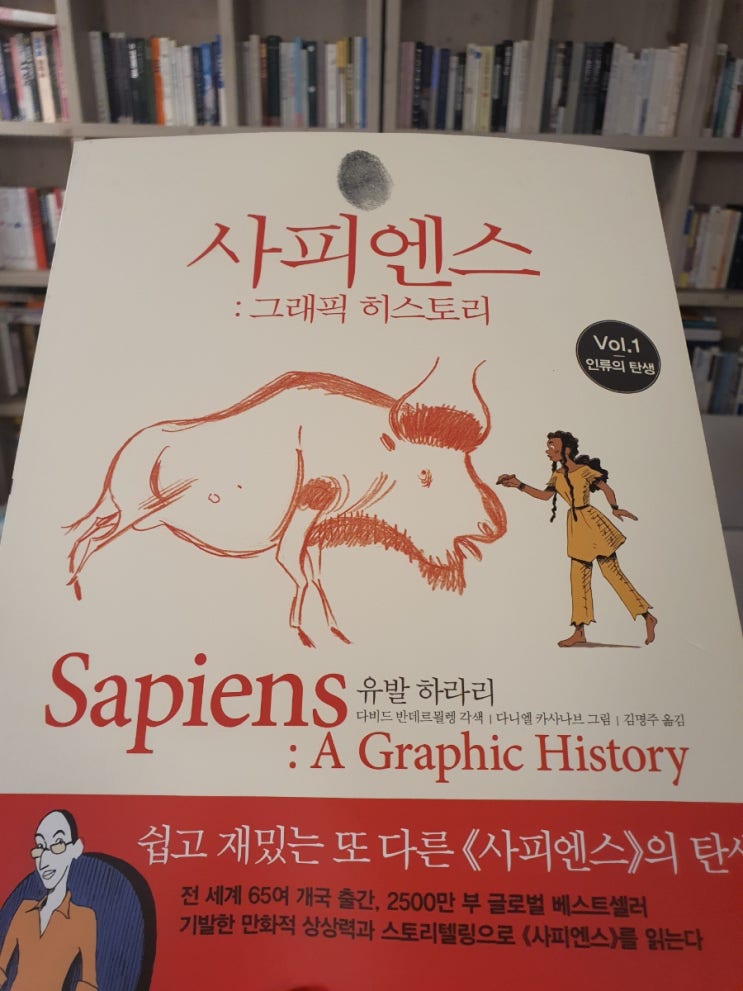 사피엔스
: 그래픽 히스토리
Vol.1
인류의 탄생
Sapiens
유발 하라리
다비드 반데르묄렝 각색 | 다니엘 카사나브 그림 | 김명주 옮김
: A Graphic History
쉽고 재밌는 또 다른 《사피엔스》의 탄생
전 세계 65여 개국 출간, 2500만 부 글로벌 베스트셀러
기발한 만화적 상상력과 스토리텔링으로 《사피엔스》를 읽는다